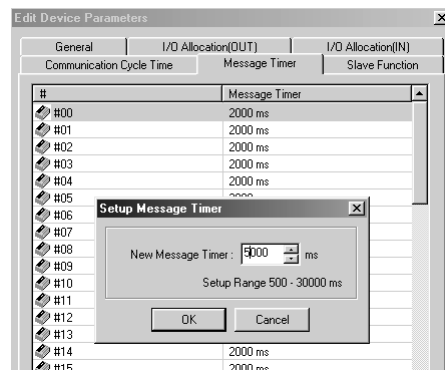 Edit Device Parameters
General I/O Allocation(OUT) I/O Allocation(IN)
Communication Cycle Time Message Timer Slave Function
# Message Timer
#00 2000 ms
#01 2000 ms
#02 2000 ms
#03 2000 ms
#04 2000 ms
#05
#06
#07
#08
#09
#10
#11
#12
#13
#14 2000 ms
#15 2000 ms
Setup Message Timer
New Message Timer : 5000 ms
Setup Range 500 - 30000 ms
OK Cancel